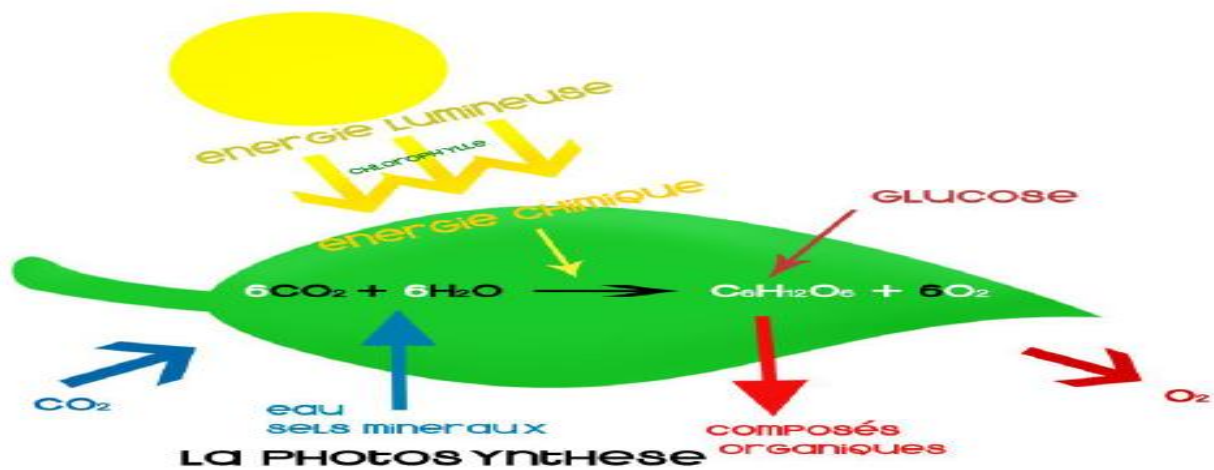 energie lumineuse
chlorophylle
energie chimique
glucose
6CO₂ + 6H₂O → C₆H₁₂O₆ + 6O₂
CO₂
eau
sels mineraux
composés
organiques
O₂
La photosynthese